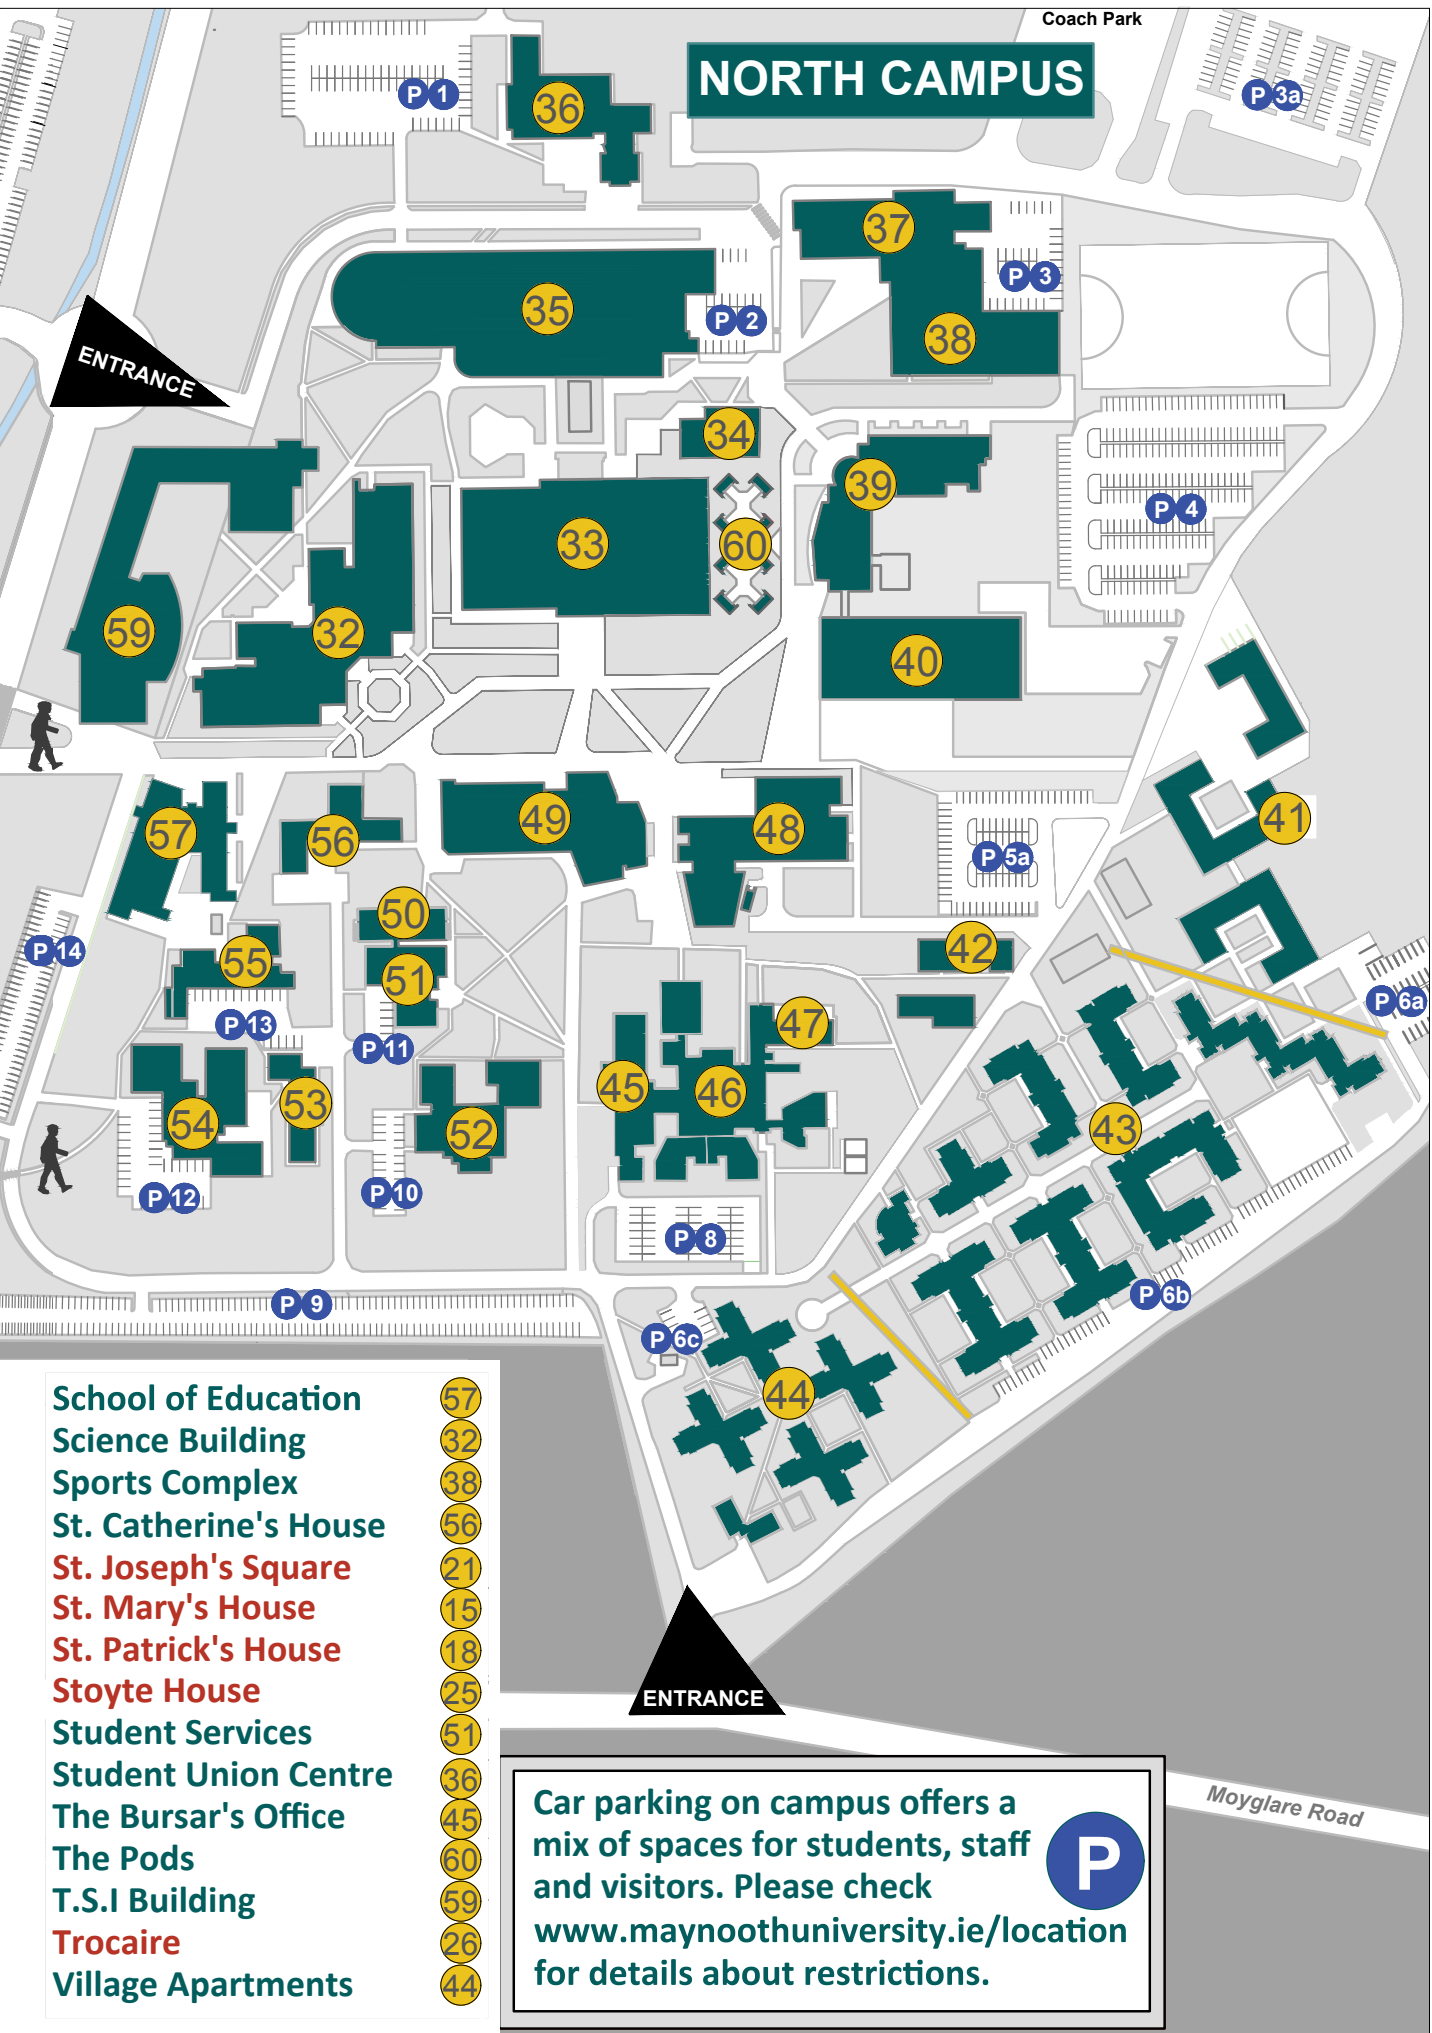 Coach Park
NORTH CAMPUS
P 1
36
P 3a
37
P 3
35
P 2
38
ENTRANCE
34
39
P 4
33
60
59
32
40
57
56
49
48
41
P 5a
50
42
P 14
55
51
P 6a
P 13
47
P 11
45
46
53
54
52
43
P 12
P 10
P 8
P 9
P 6b
P 6c
44
School of Education 57
Science Building 32
Sports Complex 38
St. Catherine's House 56
St. Joseph's Square 21
St. Mary's House 15
St. Patrick's House 18
Stoyte House 25
Student Services 51
Student Union Centre 36
The Bursar's Office 45
The Pods 60
T.S.I Building 59
Trocaire 26
Village Apartments 44
ENTRANCE
Moyglare Road
Car parking on campus offers a
mix of spaces for students, staff
and visitors. Please check
www.maynoothuniversity.ie/location
for details about restrictions.
P